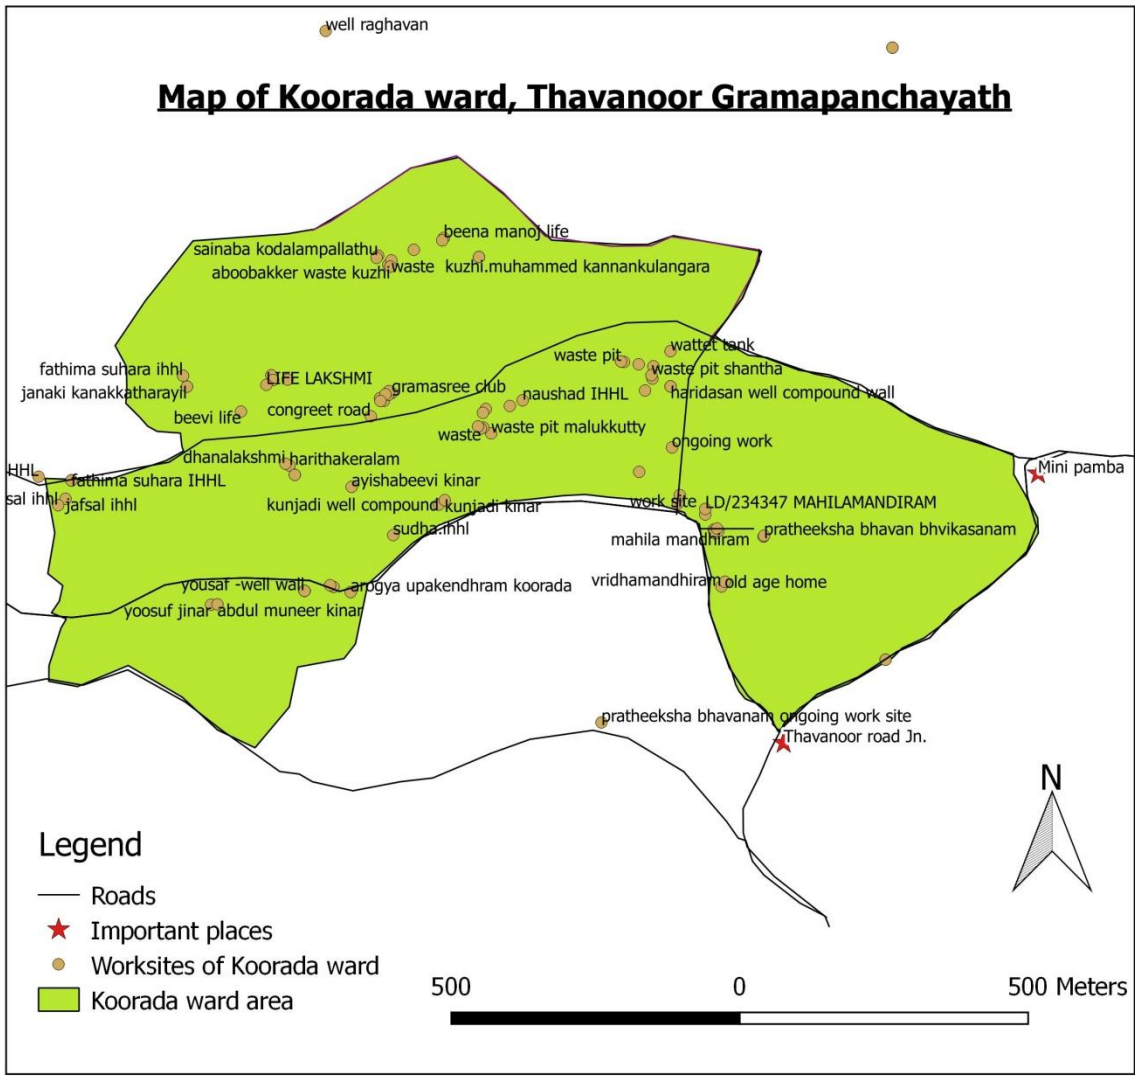 well raghavan
Map of Koorada ward, Thavanoor Gramapanchayath
beena manoj life
sainaba kodalampallathu
aboobakker waste kuzhi
waste
kuzhi.muhammed kannankulangara
wattet tank
waste pit
fathima suhara ihhl
LIFE LAKSHMI
waste pit shantha
janaki kanakkatharayil
gramasree club
naushad IHHL
haridasan well compound wall
beevi life
congreet road
waste
waste pit malukkutty
ongoing work
dhanalakshmi
harithakeralam
Mini pamba
HHL
fathima suhara IHHL
ayishabeevi kinar
sal ihhl
jafsal ihhl
kunjadi well compound
kunjadi kinar
work site
LD/234347 MAHILAMANDIRAM
sudha.ihhl
mahila mandhiram
pratheeksha bhavan bhvikasanam
yousaf -well wall
arogya upakendhram koorada
vridhamandhiram
old age home
yoosuf jinar
abdul muneer kinar
pratheeksha bhavanam ongoing work site
Thavanoor road Jn.
N
Legend
Roads
Important places
Worksites of Koorada ward
Koorada ward area
500 0 500 Meters